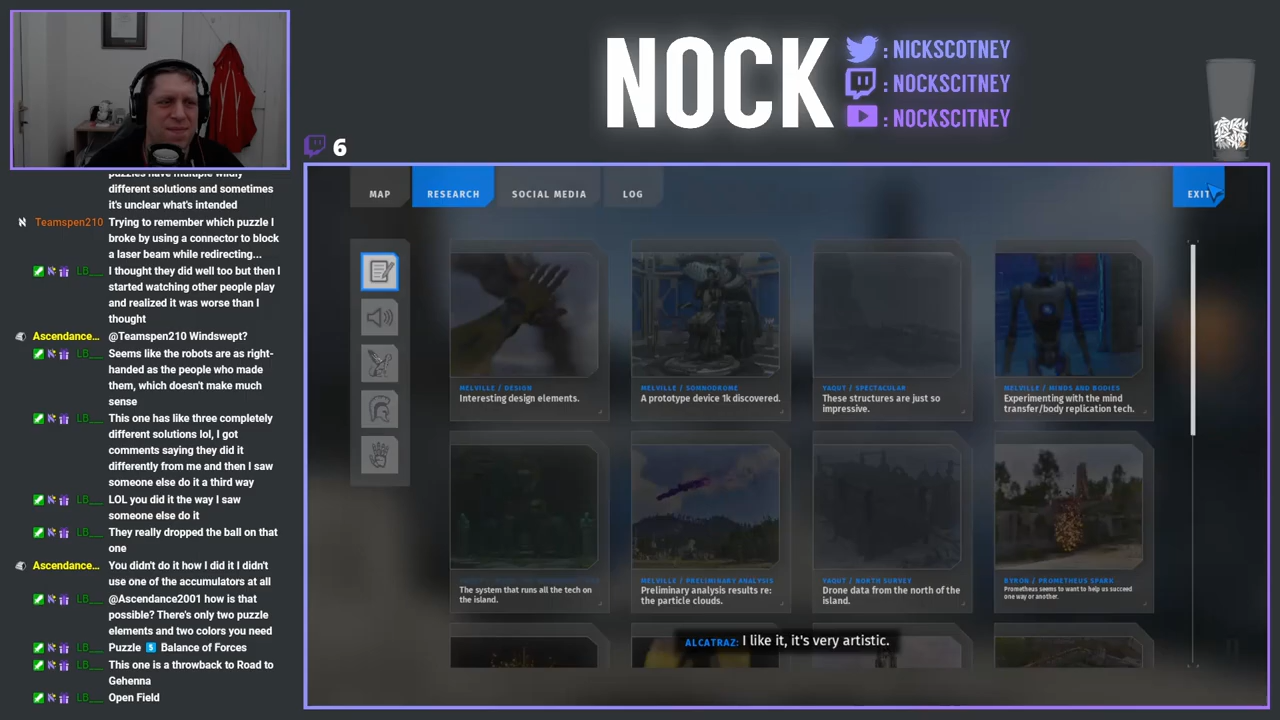 NOCK
: NICKSCOTNEY
: NOCKSCITNEY
: NOCKSCITNEY
6
puzzles have multiple wildly
different solutions and sometimes
it's unclear what's intended
Teamspen210 Trying to remember which puzzle I
broke by using a connector to block
a laser beam while redirecting...
LB__ I thought they did well too but then I
started watching other people play
and realized it was worse than I
thought
Ascendance... @Teamspen210 Windswept?
LB__ Seems like the robots are as right-
handed as the people who made
them, which doesn't make much
sense
LB__ This one has like three completely
different solutions lol, I got
comments saying they did it
differently from me and then I saw
someone else do it a third way
LB__ LOL you did it the way I saw
someone else do it
LB__ They really dropped the ball on that
one
Ascendance... You didn't do it how I did it I didn't
use one of the accumulators at all
LB__ @Ascendance2001 how is that
possible? There's only two puzzle
elements and two colors you need
LB__ Puzzle 5 Balance of Forces
LB__ This one is a throwback to Road to
Gehenna
LB__ Open Field
MAP
RESEARCH
SOCIAL MEDIA
LOG
EXIT
MELVILLE / DESIGN
Interesting design elements.
MELVILLE / SOMNODROME
A prototype device 1k discovered.
YAQUT / SPECTACULAR
These structures are just so
impressive.
MELVILLE / MINDS AND BODIES
Experimenting with the mind
transfer/body replication tech.
The system that runs all the tech on
the island.
MELVILLE / PRELIMINARY ANALYSIS
Preliminary analysis results re:
the particle clouds.
YAQUT / NORTH SURVEY
Drone data from the north of the
island.
BYRON / PROMETHEUS SPARK
Prometheus seems to want to help us succeed
one way or another.
ALCATRAZ: I like it, it's very artistic.